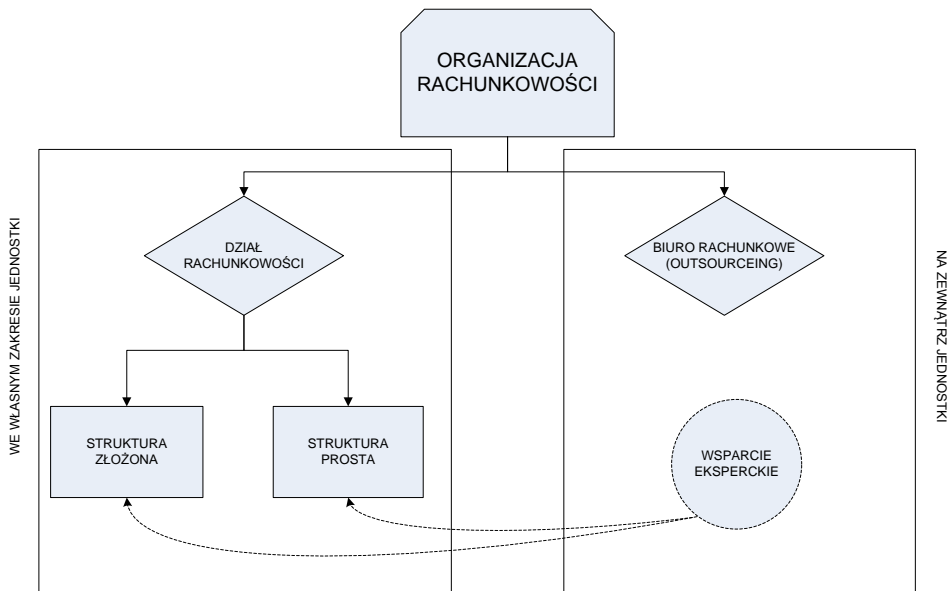 ORGANIZACJA
RACHUNKOWOŚCI
WE WŁASNYM ZAKRESIE JEDNOSTKI
DZIAŁ
RACHUNKOWOŚCI
BIURO RACHUNKOWE
(OUTSOURCEING)
NA ZEWNĄTRZ JEDNOSTKI
STRUKTURA
ZŁOŻONA
STRUKTURA
PROSTA
WSPARCIE
EKSPERCKIE